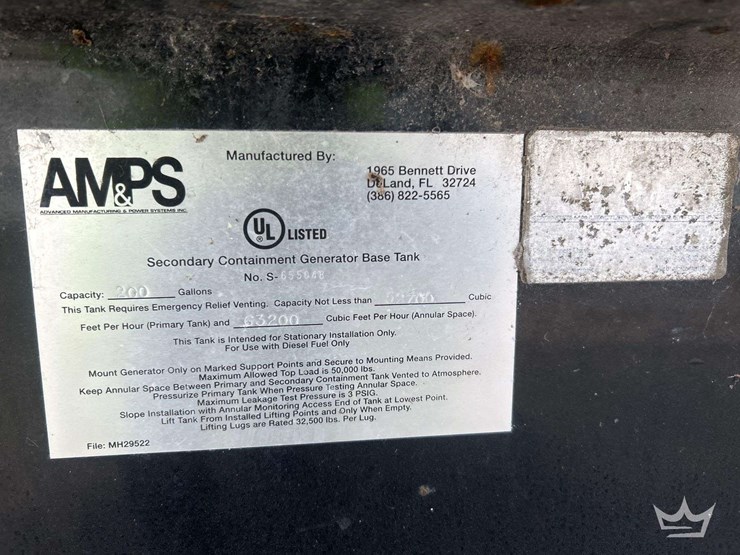 AM&PS
ADVANCED MANUFACTURING & POWER SYSTEMS INC.
Manufactured By:
1965 Bennett Drive
DeLand, FL 32724
(386) 822-5565
UL
®
LISTED
Secondary Containment Generator Base Tank
No. S-
Capacity: 200 Gallons
This Tank Requires Emergency Relief Venting. Capacity Not Less than Cubic
Feet Per Hour (Primary Tank) and 63200 Cubic Feet Per Hour (Annular Space).
This Tank is Intended for Stationary Installation Only.
For Use with Diesel Fuel Only
Mount Generator Only on Marked Support Points and Secure to Mounting Means Provided.
Maximum Allowed Top Load is 50,000 lbs.
Keep Annular Space Between Primary and Secondary Containment Tank Vented to Atmosphere.
Pressurize Primary Tank When Pressure Testing Annular Space.
Maximum Leakage Test Pressure is 3 PSIG.
Slope Installation with Annular Monitoring Access End of Tank at Lowest Point.
Lift Tank From Installed Lifting Points and Only When Empty.
Lifting Lugs are Rated 32,500 lbs. Per Lug.
File: MH29522